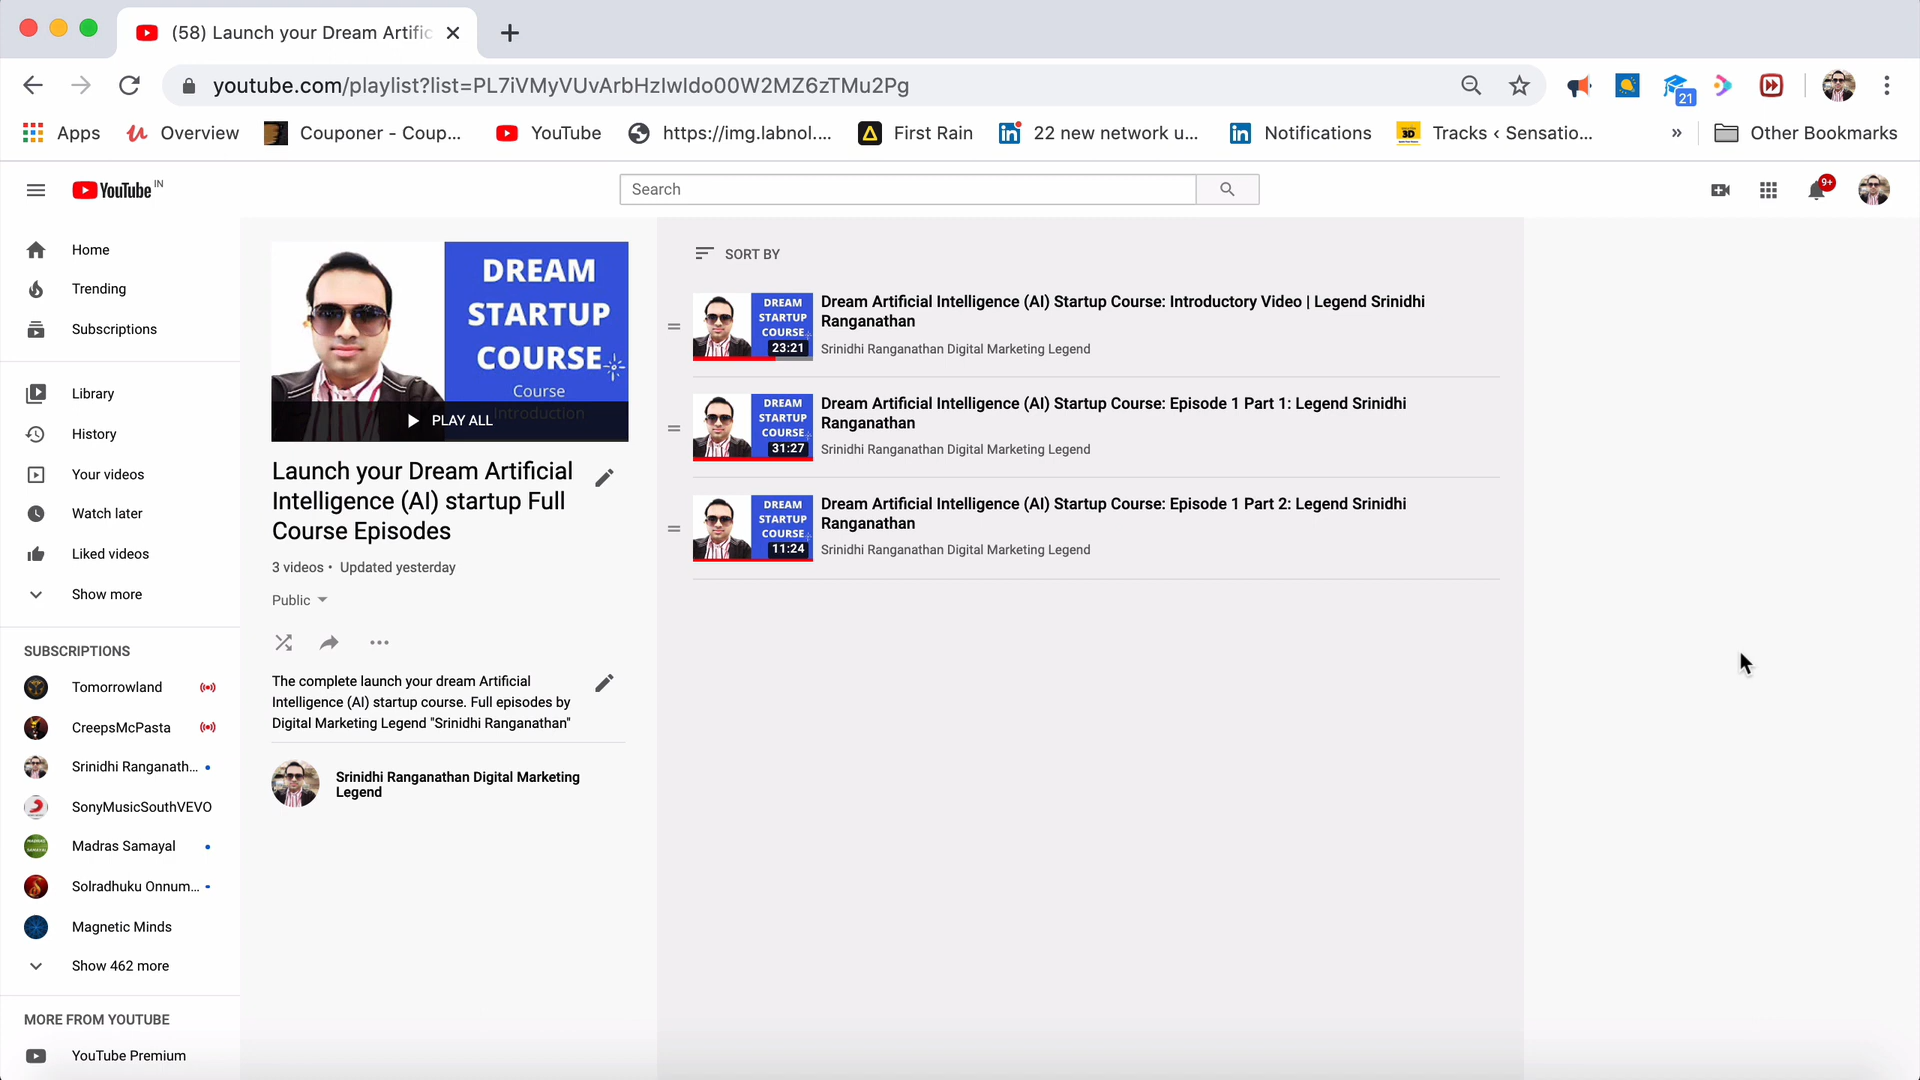 (58) Launch your Dream Artific
youtube.com/playlist?list=PL7iVMyVUvArbHzIwIdo00W2MZ6zTMu2Pg
21
Apps
Overview
Couponer - Coup...
YouTube
https://img.labnol....
First Rain
22 new network u...
Notifications
3D
Tracks ‹ Sensatio...
»
Other Bookmarks
YouTube IN
Search
9+
Home
Trending
Subscriptions
Library
History
Your videos
Watch later
Liked videos
Show more
SUBSCRIPTIONS
Tomorrowland
CreepsMcPasta
Srinidhi Ranganath...
SonyMusicSouthVEVO
Madras Samayal
Solradhuku Onnum...
Magnetic Minds
Show 462 more
MORE FROM YOUTUBE
YouTube Premium
DREAM
STARTUP
COURSE
Course
Introduction
PLAY ALL
Launch your Dream Artificial
Intelligence (AI) startup Full
Course Episodes
3 videos • Updated yesterday
Public
The complete launch your dream Artificial
Intelligence (AI) startup course. Full episodes by
Digital Marketing Legend "Srinidhi Ranganathan"
Srinidhi Ranganathan Digital Marketing
Legend
SORT BY
DREAM
STARTUP
COURSE
23:21
Dream Artificial Intelligence (AI) Startup Course: Introductory Video | Legend Srinidhi
Ranganathan
Srinidhi Ranganathan Digital Marketing Legend
DREAM
STARTUP
COURSE
31:27
Dream Artificial Intelligence (AI) Startup Course: Episode 1 Part 1: Legend Srinidhi
Ranganathan
Srinidhi Ranganathan Digital Marketing Legend
DREAM
STARTUP
COURSE
11:24
Dream Artificial Intelligence (AI) Startup Course: Episode 1 Part 2: Legend Srinidhi
Ranganathan
Srinidhi Ranganathan Digital Marketing Legend